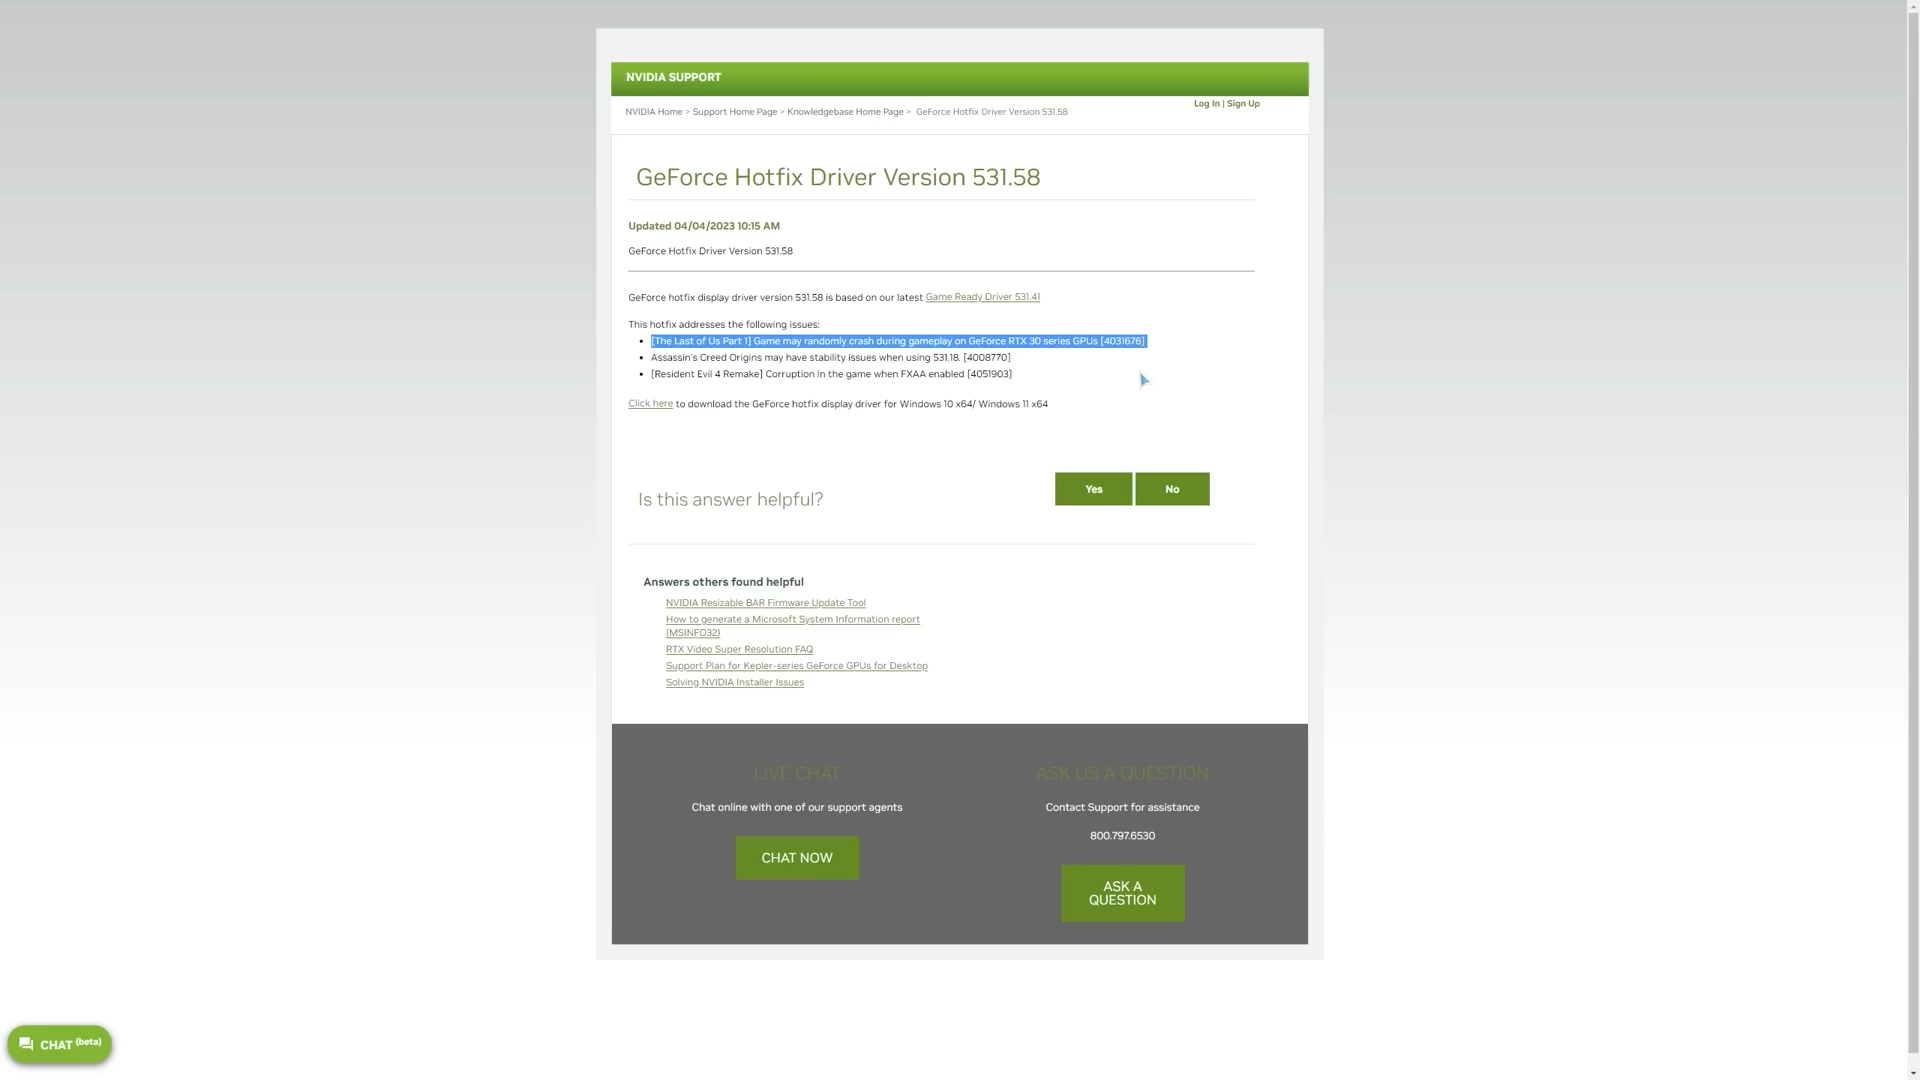 NVIDIA SUPPORT
Log In | Sign Up
NVIDIA Home > Support Home Page > Knowledgebase Home Page > GeForce Hotfix Driver Version 531.58
GeForce Hotfix Driver Version 531.58
Updated 04/04/2023 10:15 AM
GeForce Hotfix Driver Version 531.58
GeForce hotfix display driver version 531.58 is based on our latest Game Ready Driver 531.41
This hotfix addresses the following issues:
[The Last of Us Part 1] Game may randomly crash during gameplay on GeForce RTX 30 series GPUs [4031676]
Assassin's Creed Origins may have stability issues when using 531.18. [4008770]
[Resident Evil 4 Remake] Corruption in the game when FXAA enabled [4051903]
Click here to download the GeForce hotfix display driver for Windows 10 x64/ Windows 11 x64
Is this answer helpful?
Yes
No
Answers others found helpful
NVIDIA Resizable BAR Firmware Update Tool
How to generate a Microsoft System Information report
(MSINFO32)
RTX Video Super Resolution FAQ
Support Plan for Kepler-series GeForce GPUs for Desktop
Solving NVIDIA Installer Issues
LIVE CHAT
Chat online with one of our support agents
CHAT NOW
ASK US A QUESTION
Contact Support for assistance
800.797.6530
ASK A
QUESTION
CHAT (beta)